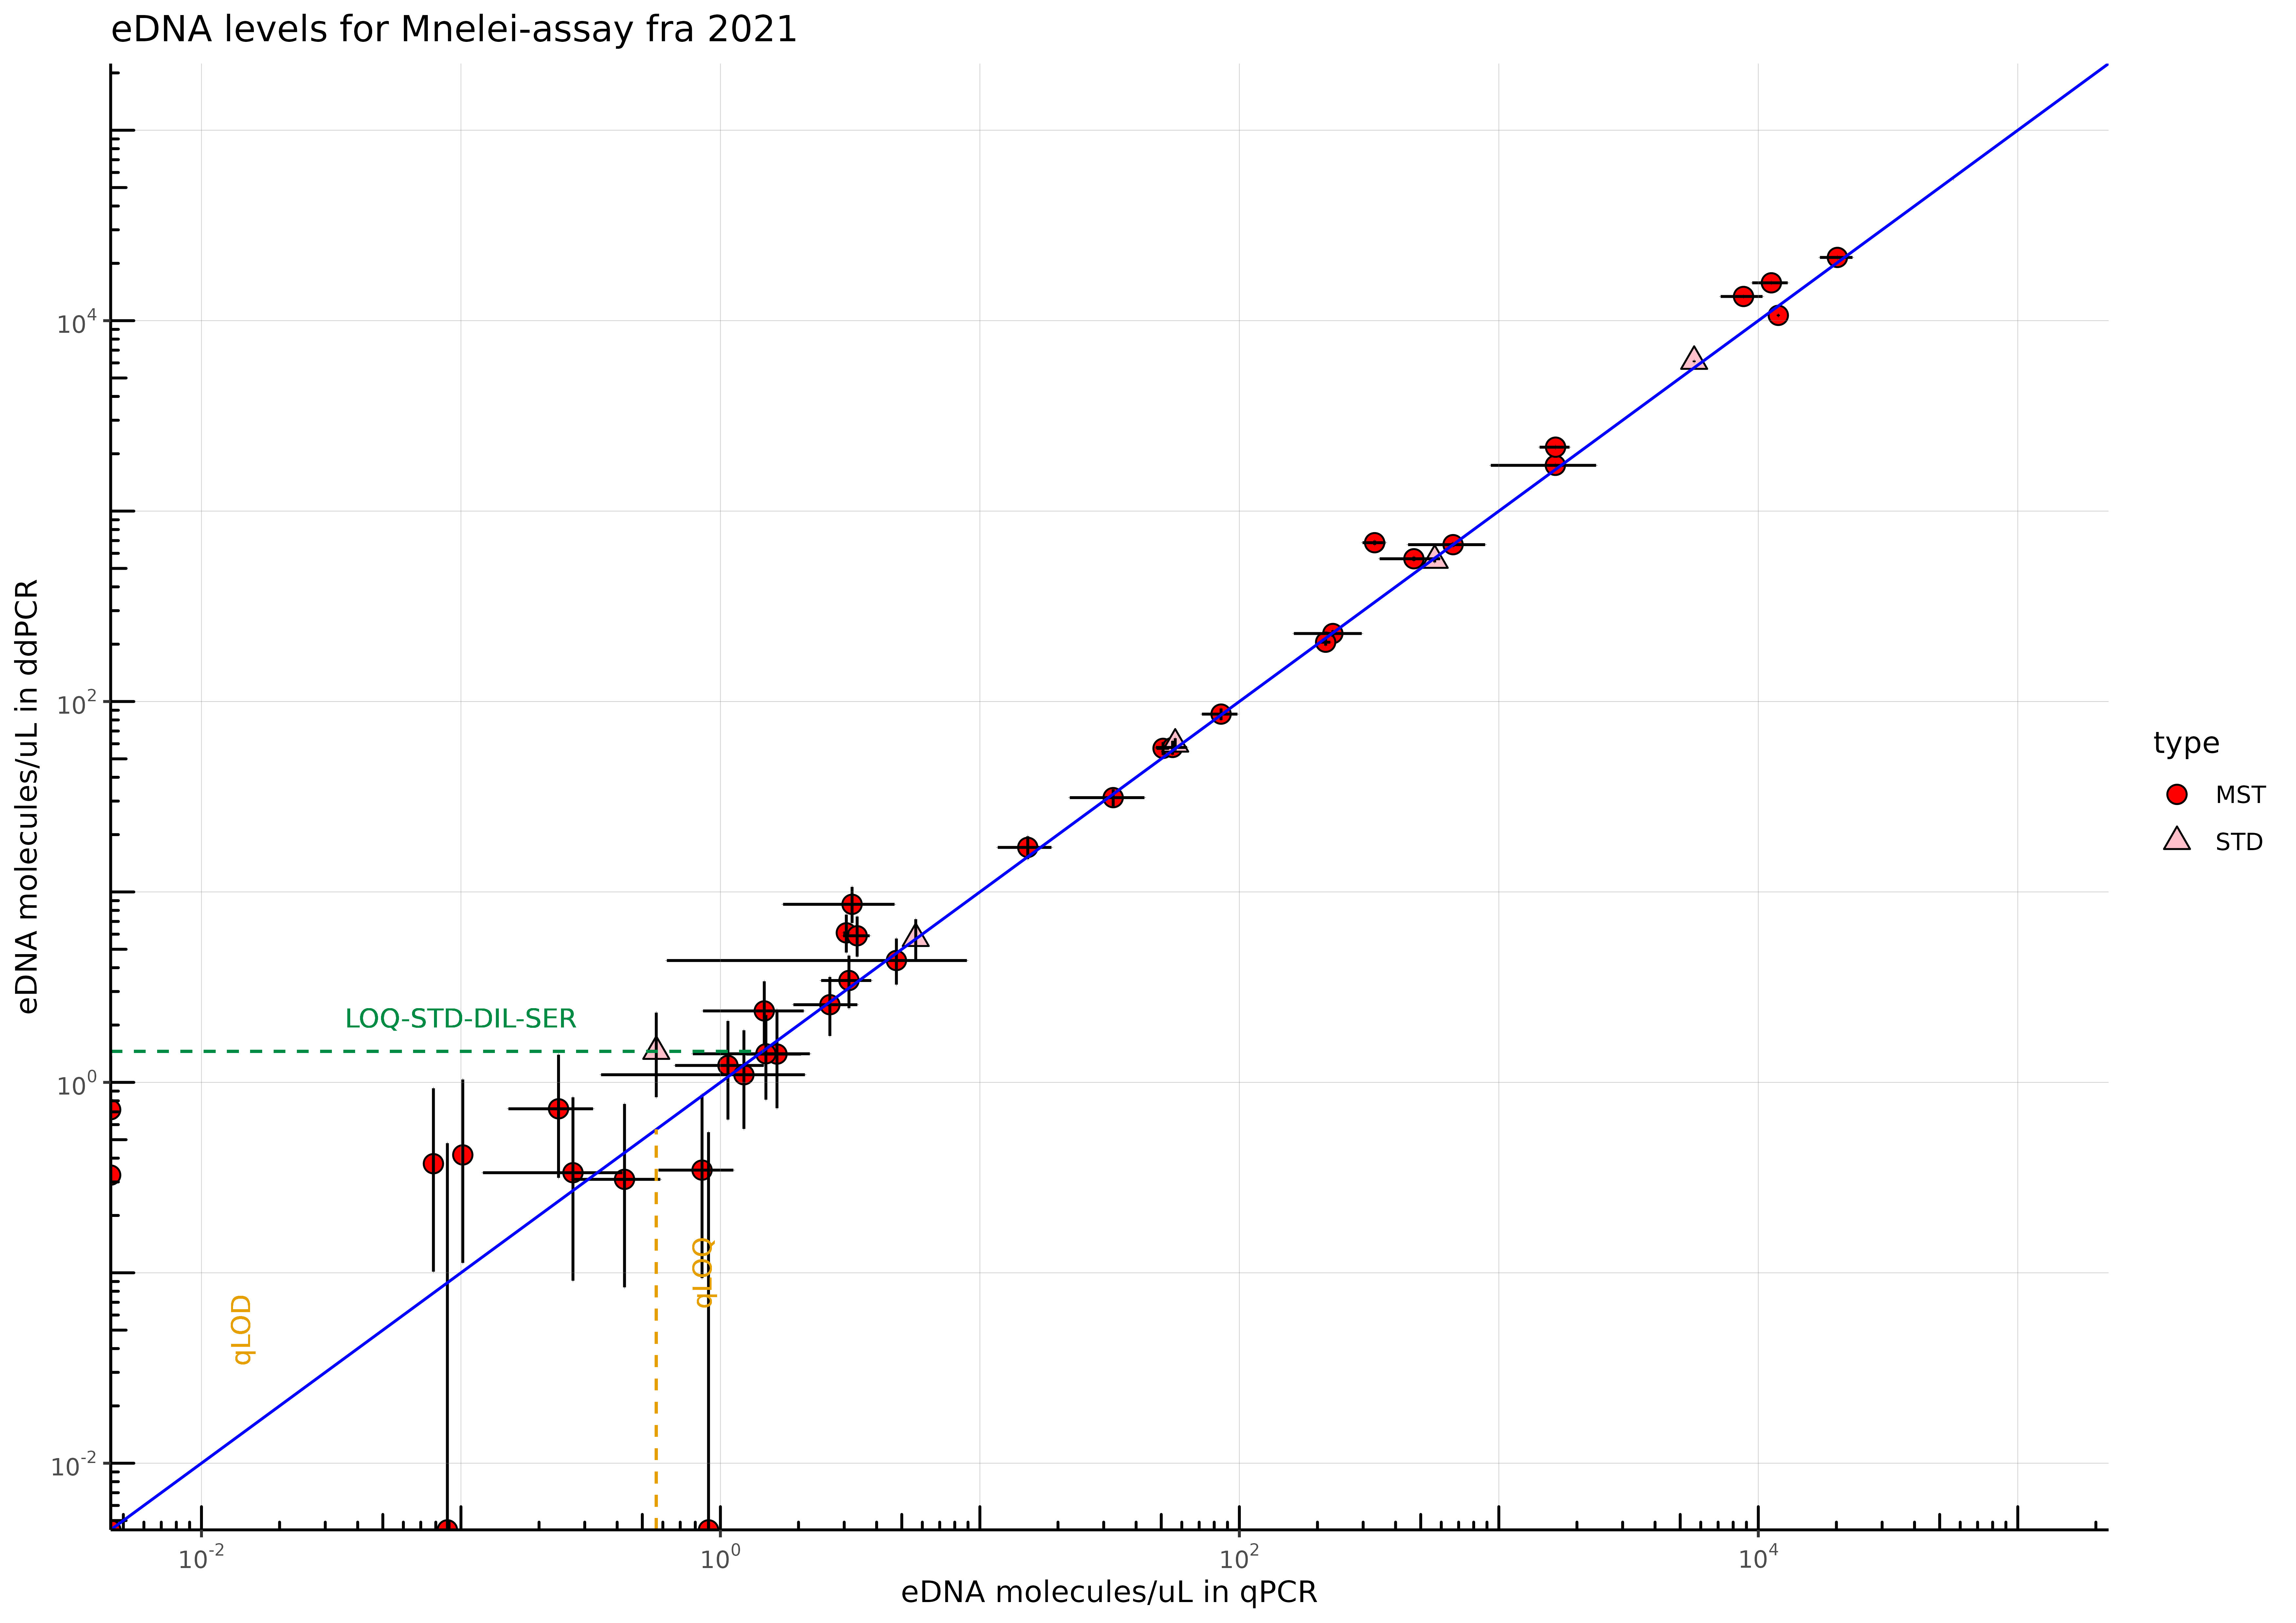 eDNA levels for Mnelei-assay fra 2021
eDNA molecules/uL in ddPCR
10^4
10^2
10^0
10^-2
LOQ-STD-DIL-SER
qLOD
qLOQ
type
MST
STD
10^-2
10^0
10^2
10^4
eDNA molecules/uL in qPCR